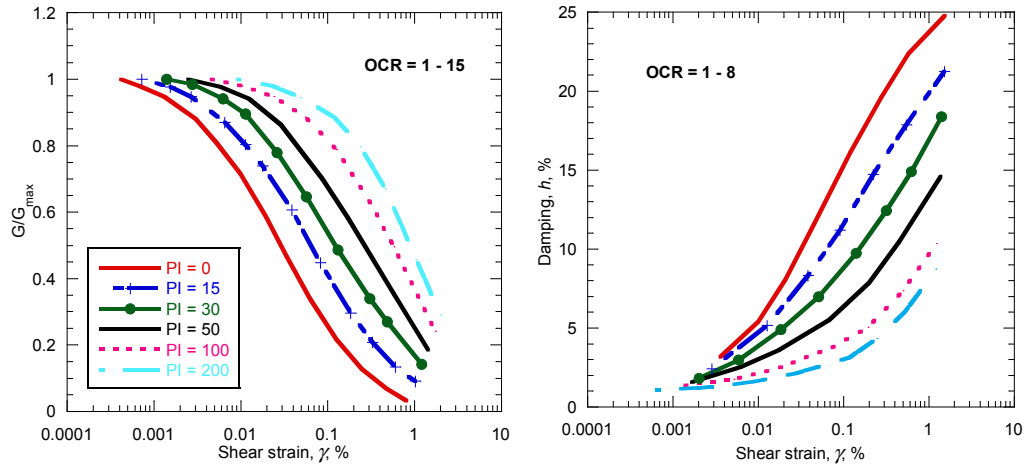 1.2
1
0.8
0.6
0.4
0.2
0
G/Gmax
OCR = 1 - 15
PI = 0
PI = 15
PI = 30
PI = 50
PI = 100
PI = 200
0.0001
0.001
0.01
0.1
1
10
Shear strain, γ, %
25
20
15
10
5
0
Damping, h, %
OCR = 1 - 8
0.0001
0.001
0.01
0.1
1
10
Shear strain, γ, %